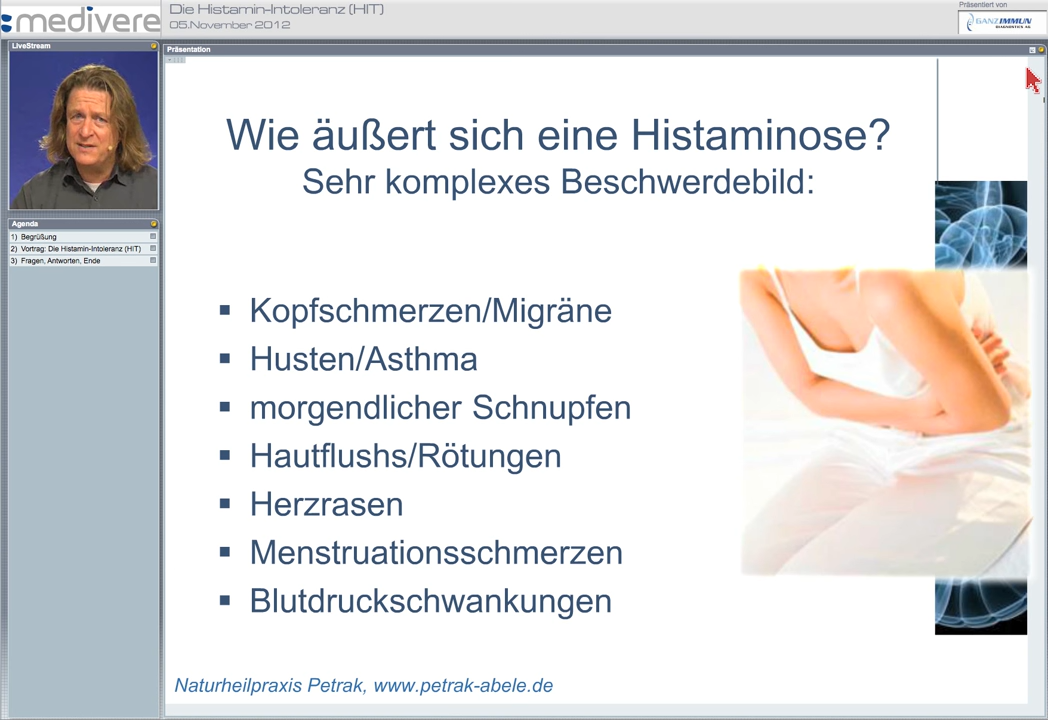 medivere
Die Histamin-Intoleranz (HIT)
05.November 2012
Präsentiert von
GANZIMMUN
DIAGNOSTICS AG
LiveStream
Präsentation
Agenda
1) Begrüßung
2) Vortrag: Die Histamin-Intoleranz (HIT)
3) Fragen, Antworten, Ende
Wie äußert sich eine Histaminose?
Sehr komplexes Beschwerdebild:
▪ Kopfschmerzen/Migräne
▪ Husten/Asthma
▪ morgendlicher Schnupfen
▪ Hautflushs/Rötungen
▪ Herzrasen
▪ Menstruationsschmerzen
▪ Blutdruckschwankungen
Naturheilpraxis Petrak, www.petrak-abele.de